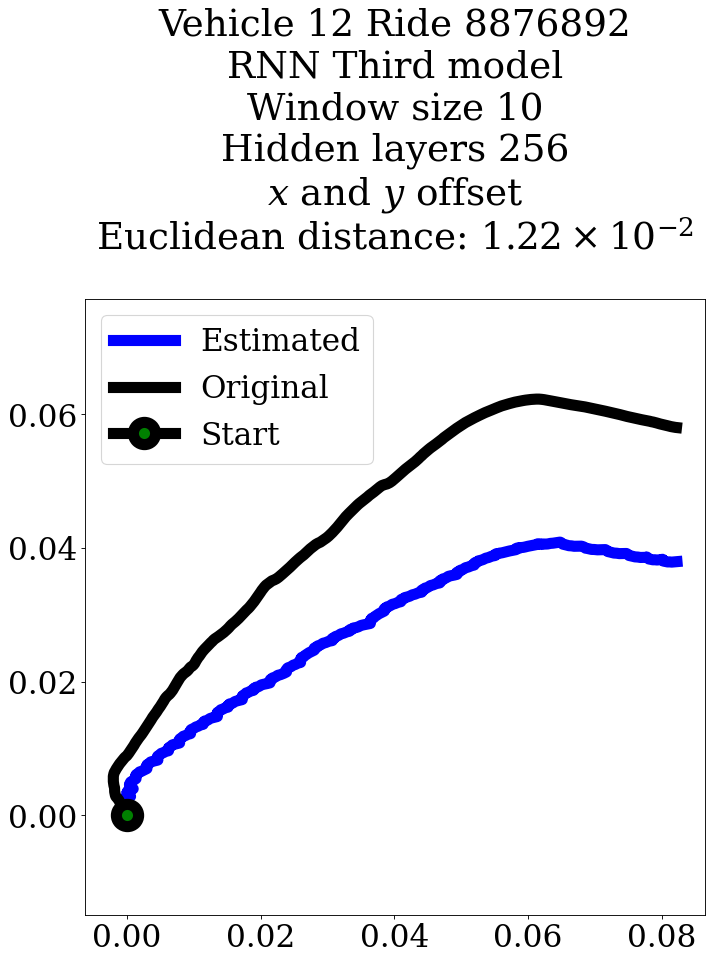 Vehicle 12 Ride 8876892
RNN Third model
Window size 10
Hidden layers 256
x and y offset
Euclidean distance: 1.22 × 10⁻²
Estimated
Original
Start
0.06
0.04
0.02
0.00
0.00 0.02 0.04 0.06 0.08